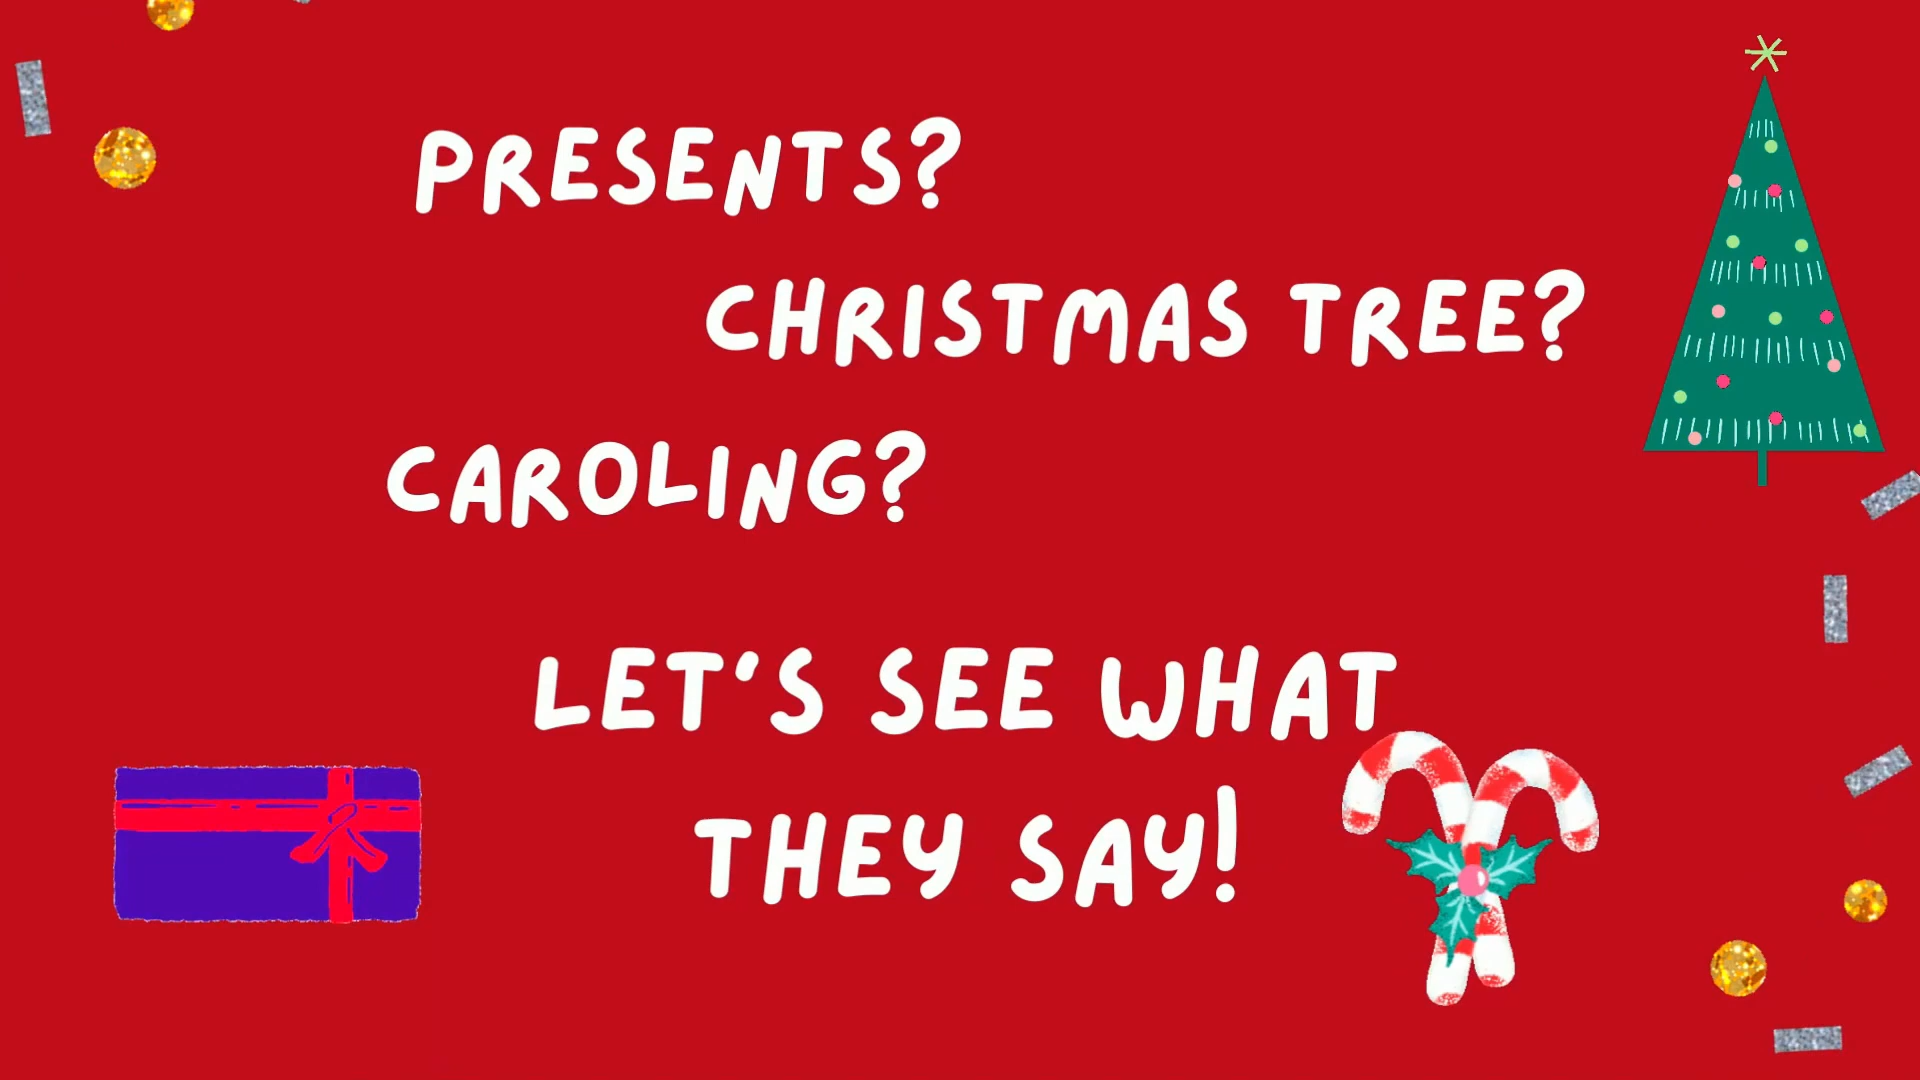 PRESENTS?
CHRISTMAS TREE?
CAROLING?
LET'S SEE WHAT
THEY SAY!